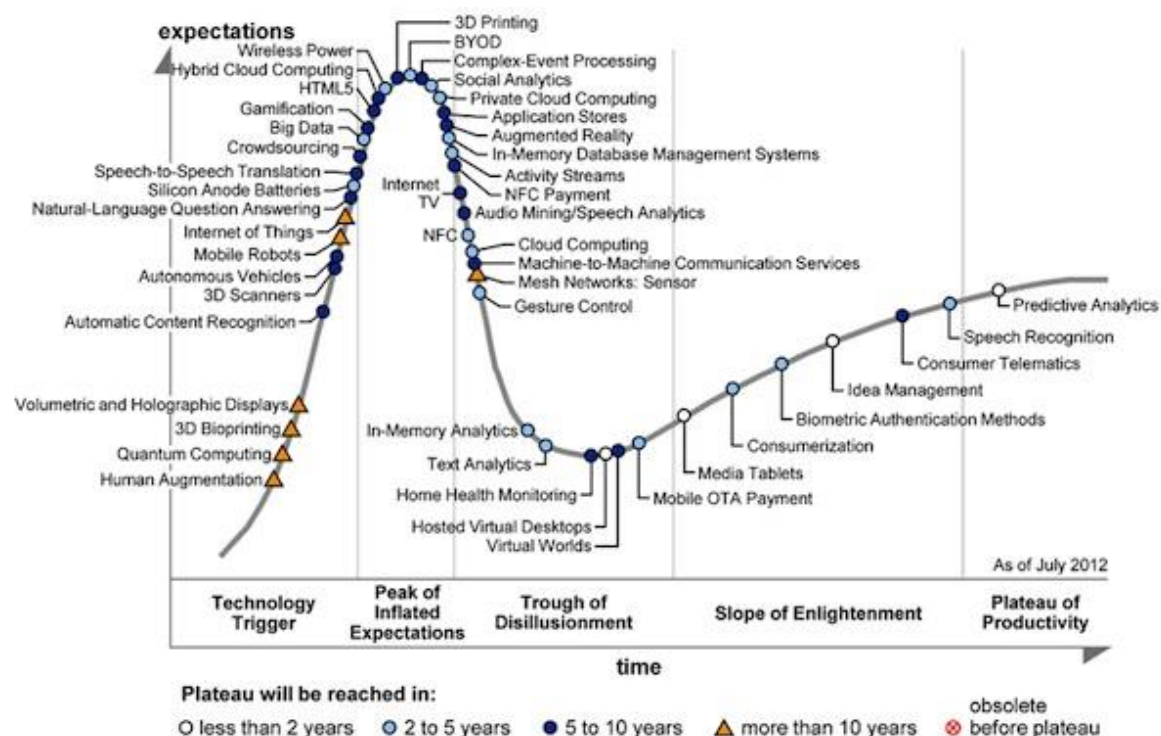 expectations
3D Printing
BYOD
Wireless Power
Complex-Event Processing
Hybrid Cloud Computing
Social Analytics
HTML5
Private Cloud Computing
Gamification
Application Stores
Big Data
Augmented Reality
Crowdsourcing
In-Memory Database Management Systems
Speech-to-Speech Translation
Activity Streams
Silicon Anode Batteries
Internet
TV
NFC Payment
Natural-Language Question Answering
Audio Mining/Speech Analytics
Internet of Things
NFC
Mobile Robots
Cloud Computing
Autonomous Vehicles
Machine-to-Machine Communication Services
3D Scanners
Mesh Networks: Sensor
Automatic Content Recognition
Gesture Control
Predictive Analytics
Speech Recognition
Consumer Telematics
Idea Management
Volumetric and Holographic Displays
Biometric Authentication Methods
3D Bioprinting
In-Memory Analytics
Consumerization
Quantum Computing
Text Analytics
Media Tablets
Human Augmentation
Home Health Monitoring
Mobile OTA Payment
Hosted Virtual Desktops
Virtual Worlds
As of July 2012
Technology
Trigger
Peak of
Inflated
Expectations
Trough of
Disillusionment
Slope of Enlightenment
Plateau of
Productivity
time
Plateau will be reached in:
less than 2 years
2 to 5 years
5 to 10 years
more than 10 years
obsolete
before plateau